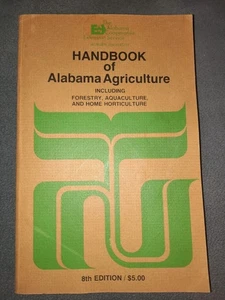 HANDBOOK
of
Alabama Agriculture
INCLUDING
FORESTRY, AQUACULTURE,
AND HOME HORTICULTURE
8th EDITION / $5.00